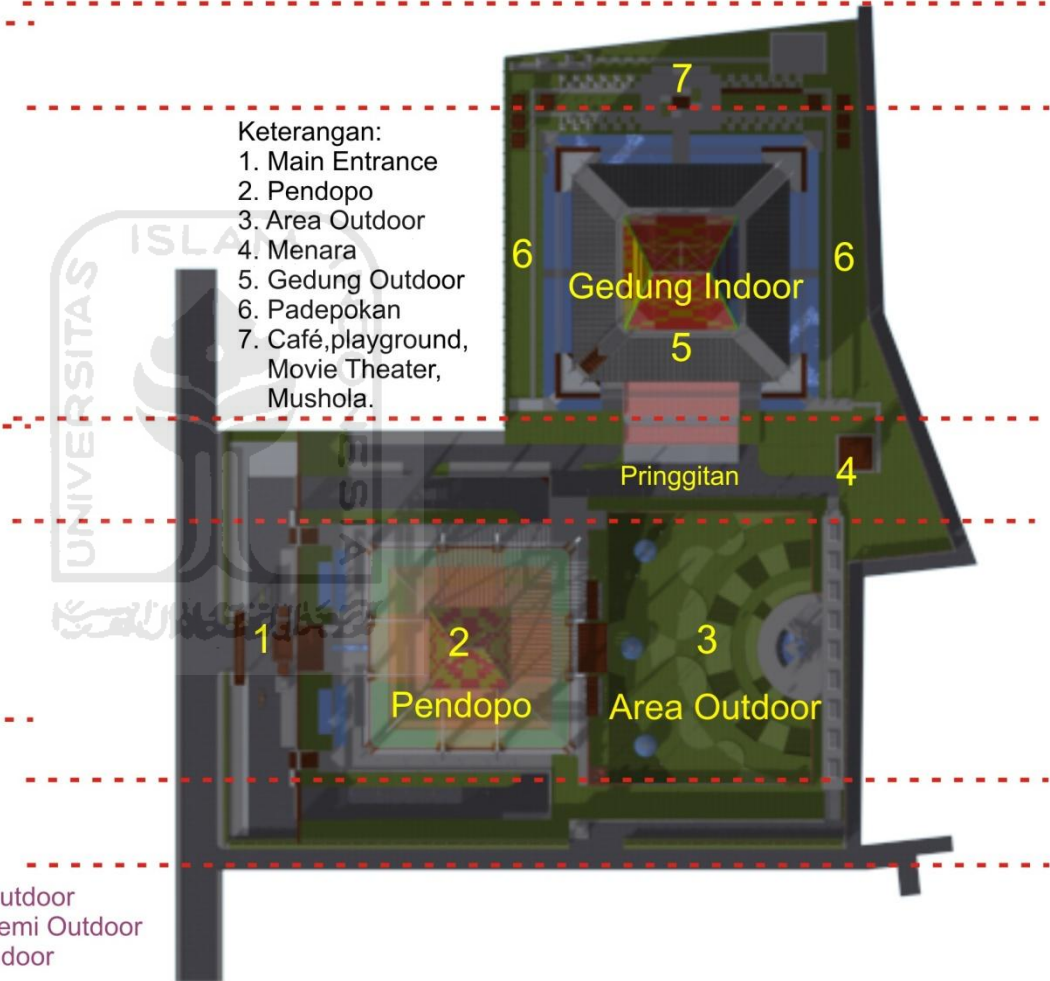 Keterangan:
1. Main Entrance
2. Pendopo
3. Area Outdoor
4. Menara
5. Gedung Outdoor
6. Padepokan
7. Café,playground,
Movie Theater,
Mushola.
ISLAM
UNIVERSITAS
7
6
6
Gedung Indoor
5
Pringgitan
4
1
2
3
Pendopo
Area Outdoor
utdoor
emi Outdoor
door